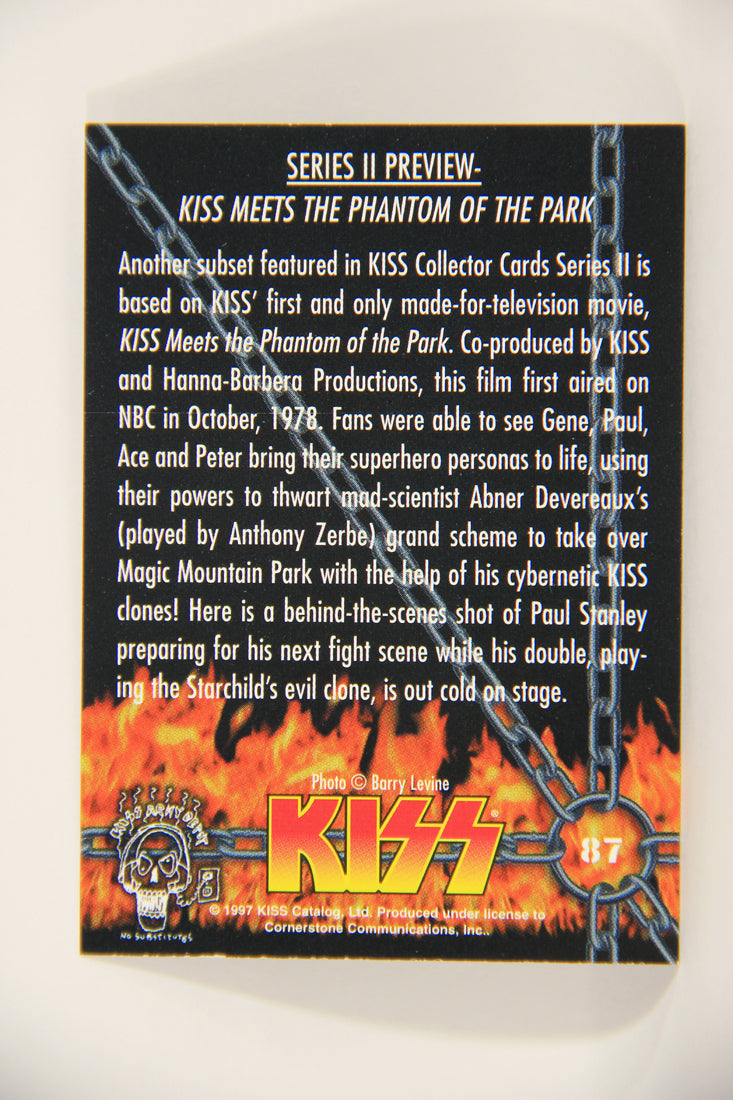 SERIES II PREVIEW-
KISS MEETS THE PHANTOM OF THE PARK
Another subset featured in KISS Collector Cards Series II is
based on KISS' first and only made-for-television movie,
KISS Meets the Phantom of the Park. Co-produced by KISS
and Hanna-Barbera Productions, this film first aired on
NBC in October, 1978. Fans were able to see Gene, Paul,
Ace and Peter bring their superhero personas to life, using
their powers to thwart mad-scientist Abner Devereaux's
(played by Anthony Zerbe) grand scheme to take over
Magic Mountain Park with the help of his cybernetic KISS
clones! Here is a behind-the-scenes shot of Paul Stanley
preparing for his next fight scene while his double, play-
ing the Starchild's evil clone, is out cold on stage.
Photo © Barry Levine
KISS ARMY DEPOT
KISS®
87
NO SUBSTITUTES
© 1997 KISS Catalog, Ltd. Produced under license to
Cornerstone Communications, Inc..